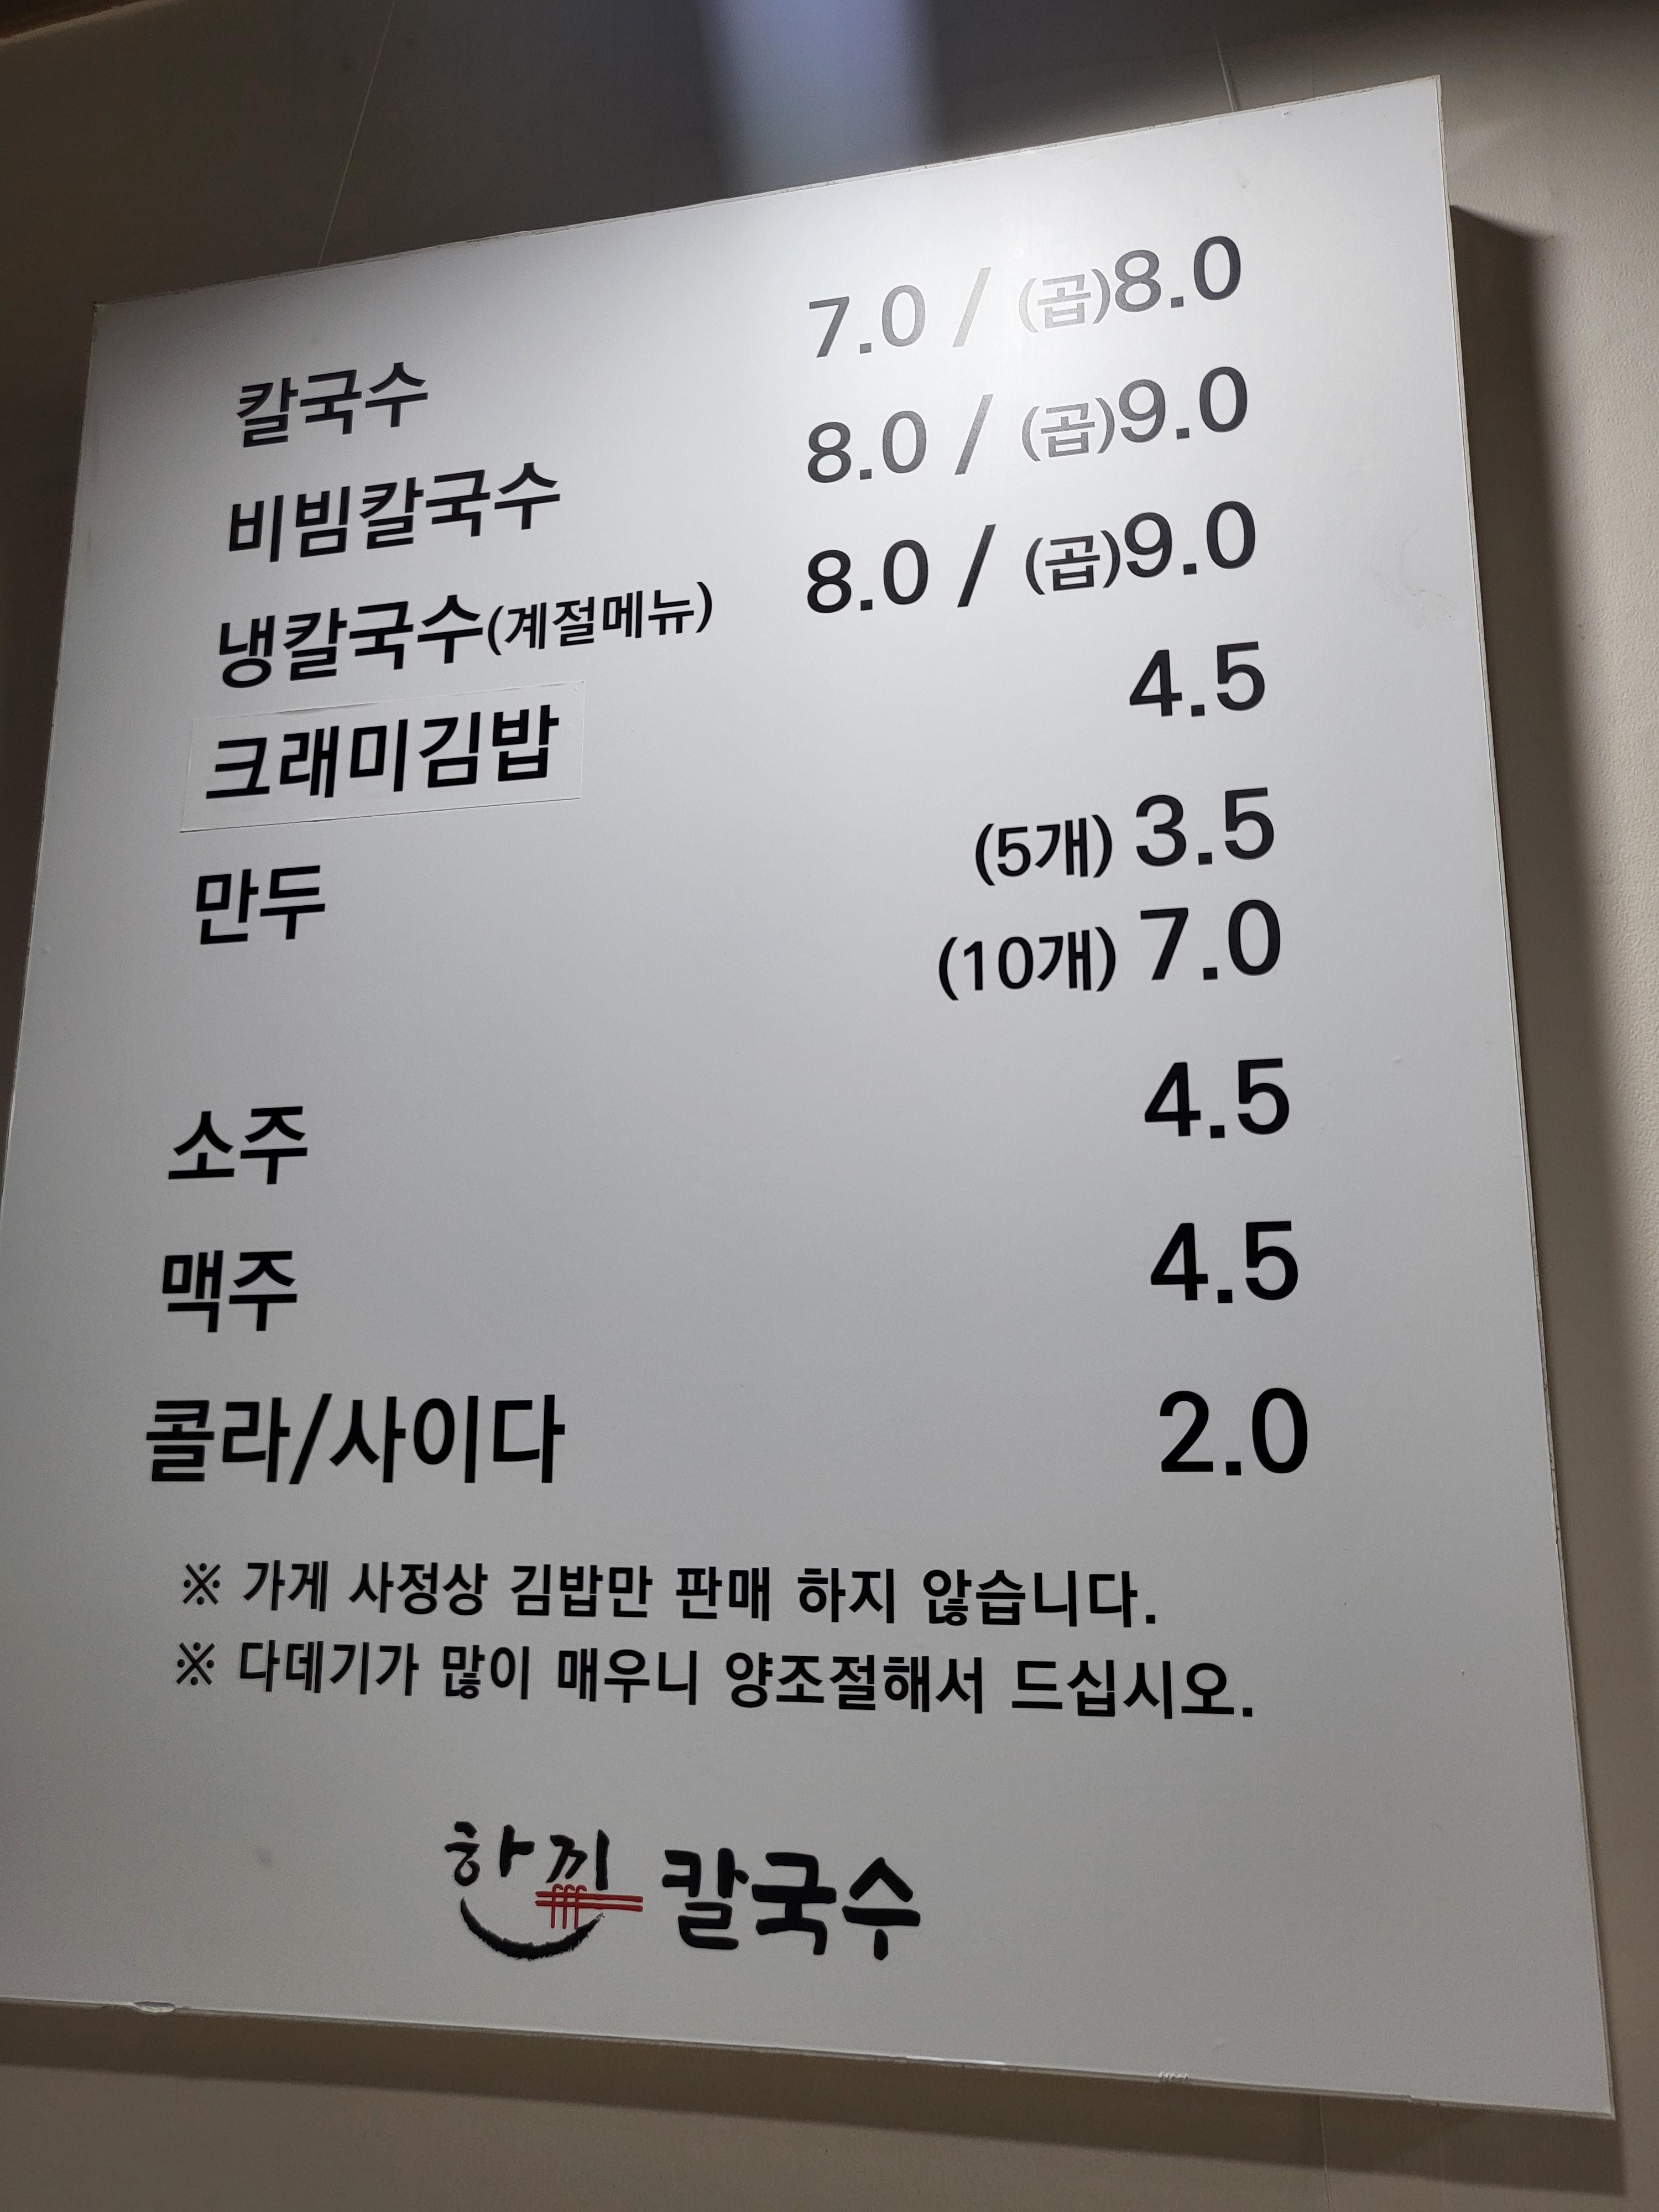 칼국수 7.0 / (곱)8.0
비빔칼국수 8.0 / (곱)9.0
냉칼국수(계절메뉴) 8.0 / (곱)9.0
크래미김밥 4.5
만두 (5개) 3.5
(10개) 7.0
소주 4.5
맥주 4.5
콜라/사이다 2.0
※ 가게 사정상 김밥만 판매 하지 않습니다.
※ 다데기가 많이 매우니 양조절해서 드십시오.
하끼 칼국수